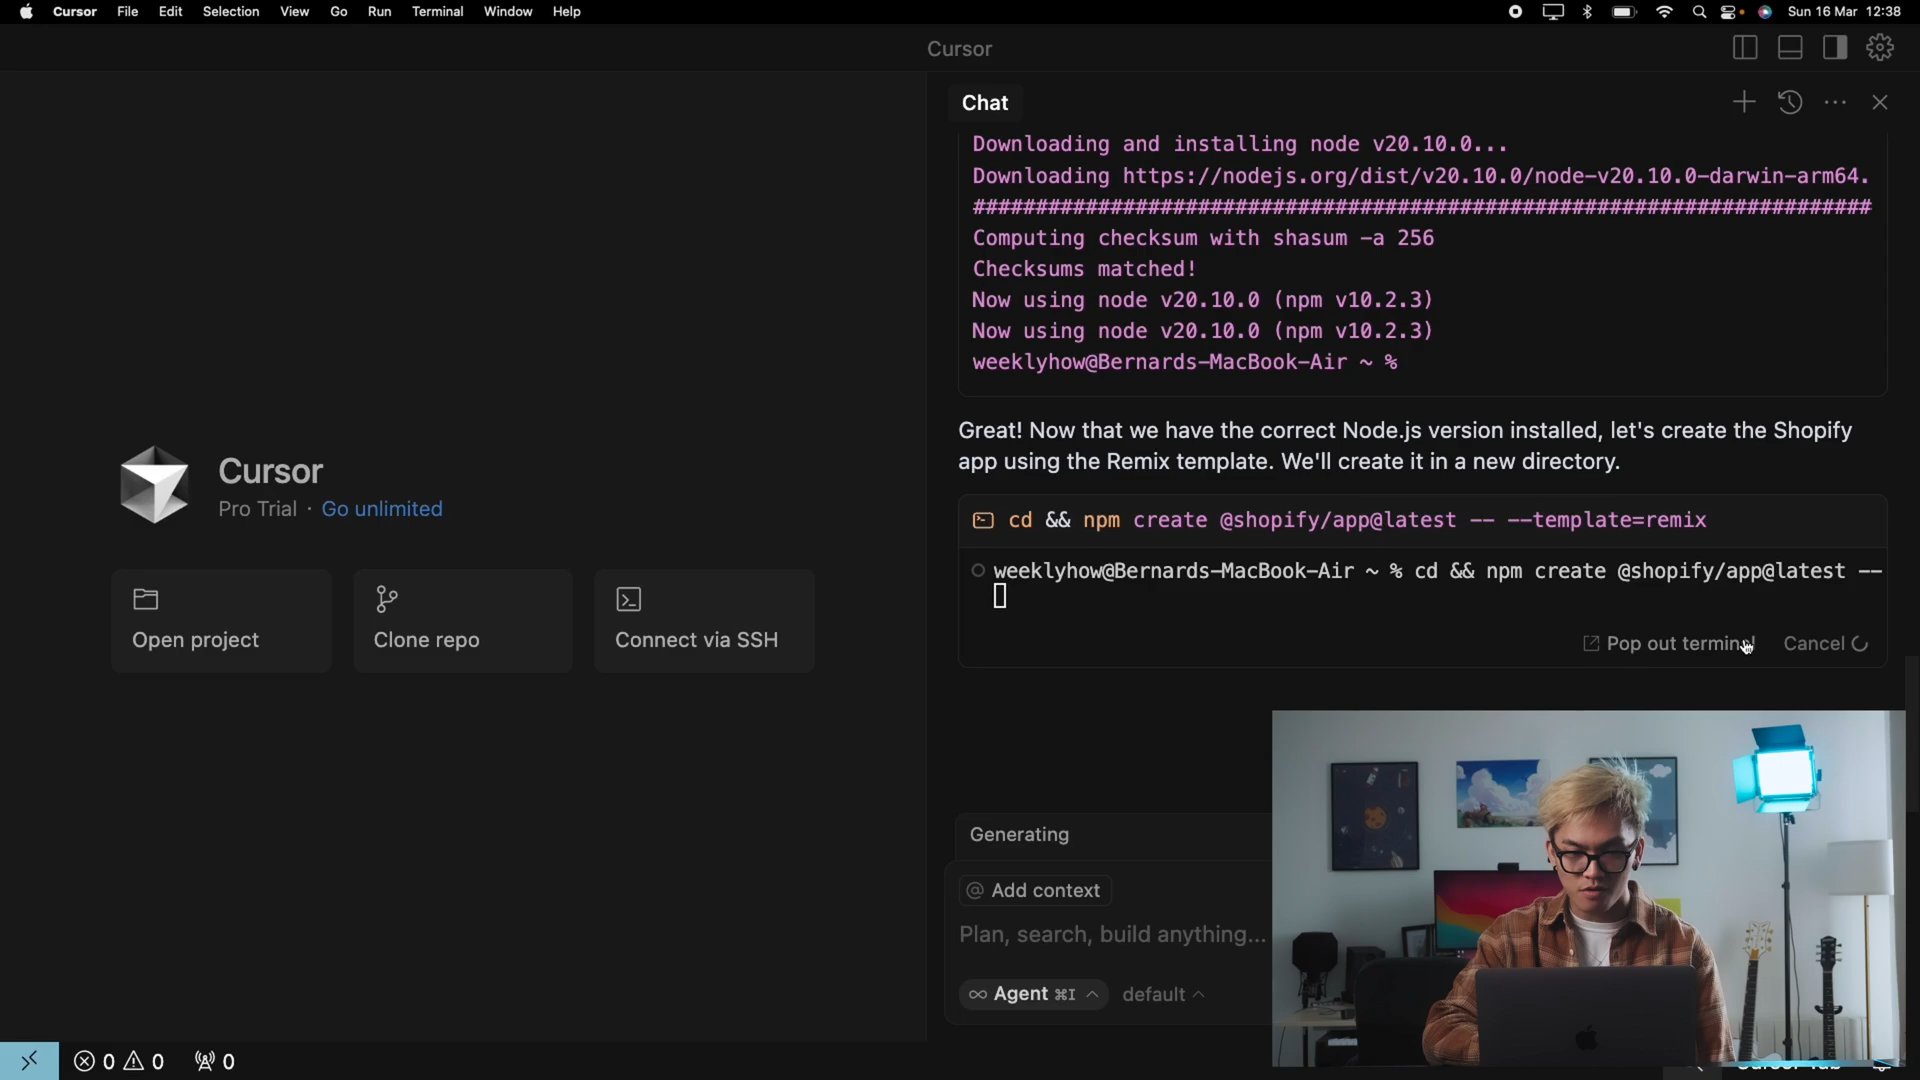 Cursor File Edit Selection View Go Run Terminal Window Help
Sun 16 Mar 12:38
Cursor
Chat
Downloading and installing node v20.10.0...
Downloading https://nodejs.org/dist/v20.10.0/node-v20.10.0-darwin-arm64.
########################################################################
Computing checksum with shasum -a 256
Checksums matched!
Now using node v20.10.0 (npm v10.2.3)
Now using node v20.10.0 (npm v10.2.3)
weeklyhow@Bernards-MacBook-Air ~ %
Great! Now that we have the correct Node.js version installed, let's create the Shopify
app using the Remix template. We'll create it in a new directory.
cd && npm create @shopify/app@latest -- --template=remix
weeklyhow@Bernards-MacBook-Air ~ % cd && npm create @shopify/app@latest --
Pop out terminal Cancel
Cursor
Pro Trial · Go unlimited
Open project
Clone repo
Connect via SSH
Generating
@ Add context
Plan, search, build anything...
∞ Agent ⌘I default
0 0 0